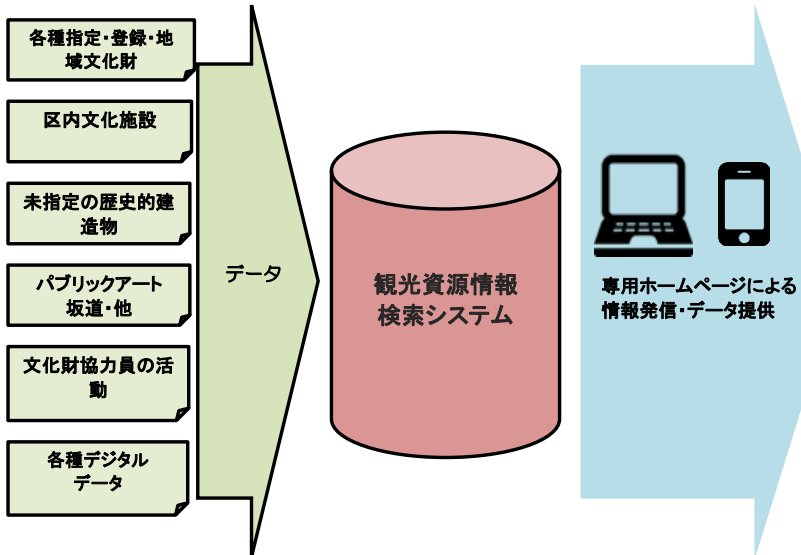 各種指定・登録・地
域文化財
区内文化施設
未指定の歴史的建
造物
パブリックアート
坂道・他
文化財協力員の活
動
各種デジタル
データ
データ
観光資源情報
検索システム
専用ホームページによる
情報発信・データ提供